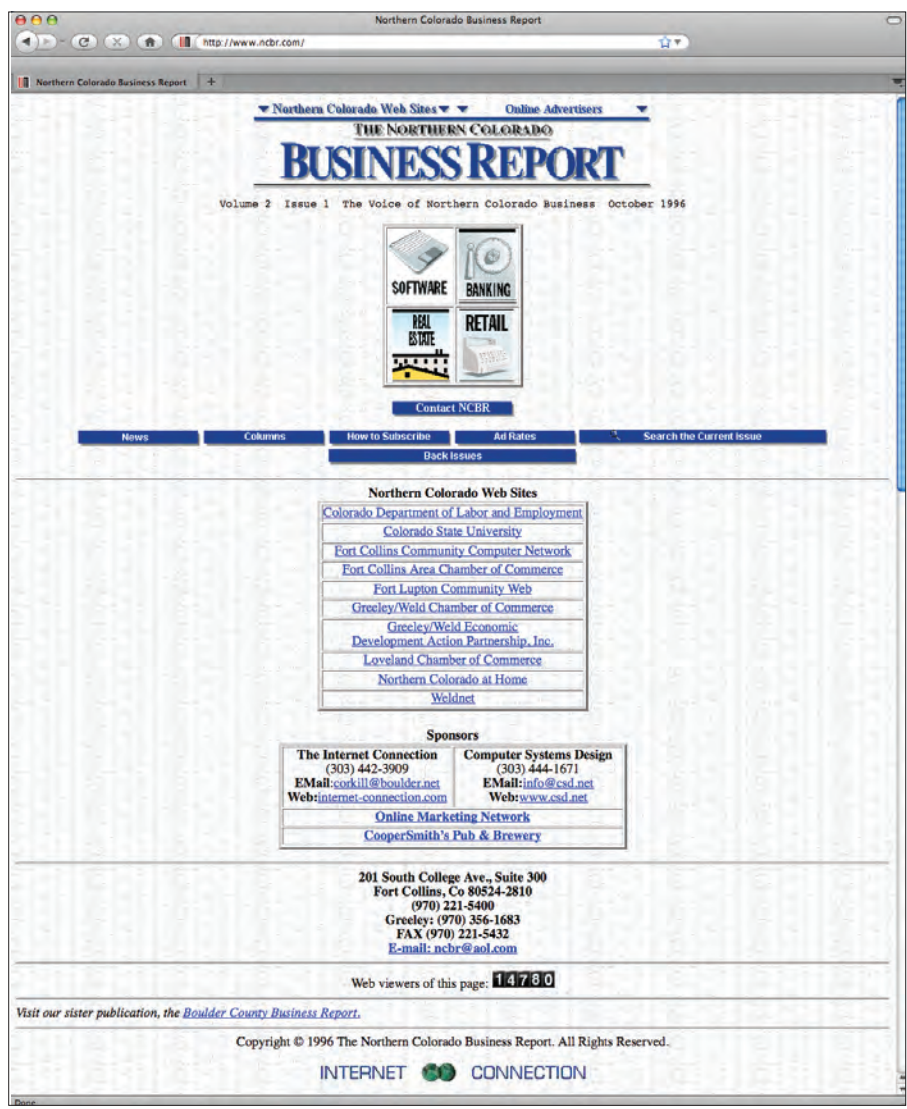 Northern Colorado Business Report
http://www.ncbr.com/
Northern Colorado Business Report +
Northern Colorado Web Sites Online Advertisers
THE NORTHERN COLORADO
BUSINESS REPORT
Volume 2 Issue 1 The Voice of Northern Colorado Business October 1996
SOFTWARE
BANKING
REAL
ESTATE
RETAIL
Contact NCBR
News Columns How to Subscribe Ad Rates Search the Current Issue
Back Issues
Northern Colorado Web Sites
Colorado Department of Labor and Employment
Colorado State University
Fort Collins Community Computer Network
Fort Collins Area Chamber of Commerce
Fort Lupton Community Web
Greeley/Weld Chamber of Commerce
Greeley/Weld Economic
Development Action Partnership, Inc.
Loveland Chamber of Commerce
Northern Colorado at Home
Weldnet
Sponsors
The Internet Connection
(303) 442-3909
EMail:corkill@boulder.net
Web:internet-connection.com
Computer Systems Design
(303) 444-1671
EMail:info@csd.net
Web:www.csd.net
Online Marketing Network
CooperSmith's Pub & Brewery
201 South College Ave., Suite 300
Fort Collins, Co 80524-2810
(970) 221-5400
Greeley: (970) 356-1683
FAX (970) 221-5432
E-mail: ncbr@aol.com
Web viewers of this page: 14780
Visit our sister publication, the Boulder County Business Report.
Copyright © 1996 The Northern Colorado Business Report. All Rights Reserved.
INTERNET CONNECTION
Done